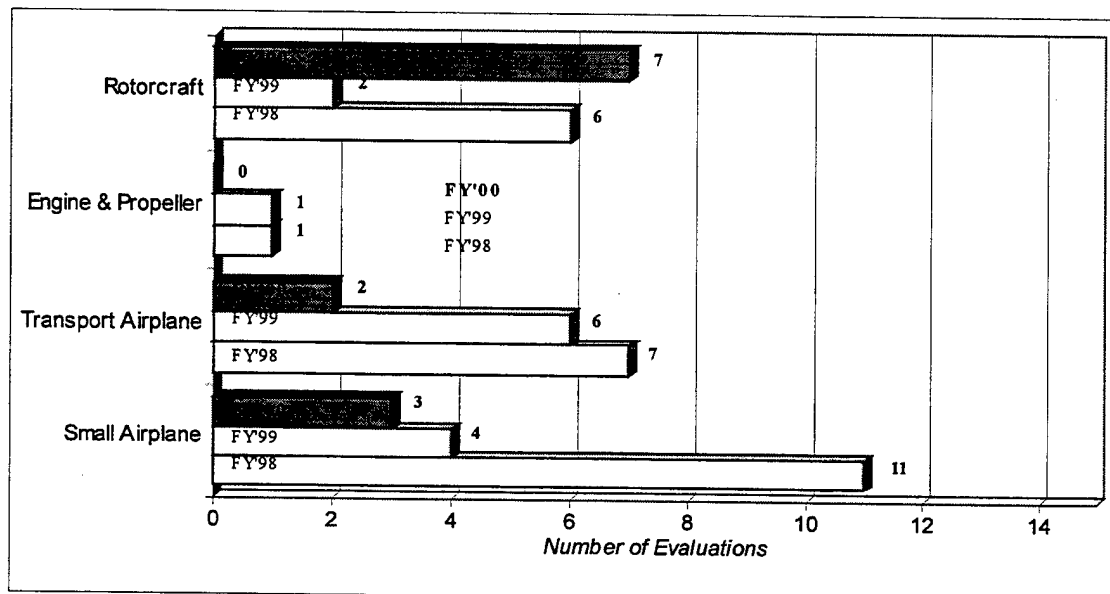 7
Rotorcraft
FY'99 2
FY'98 6
0
Engine & Propeller
1
1
FY'00
FY'99
FY'98
2
Transport Airplane
FY'99 6
FY'98 7
3
Small Airplane
FY'99 4
FY'98 11
0 2 4 6 8 10 12 14
Number of Evaluations